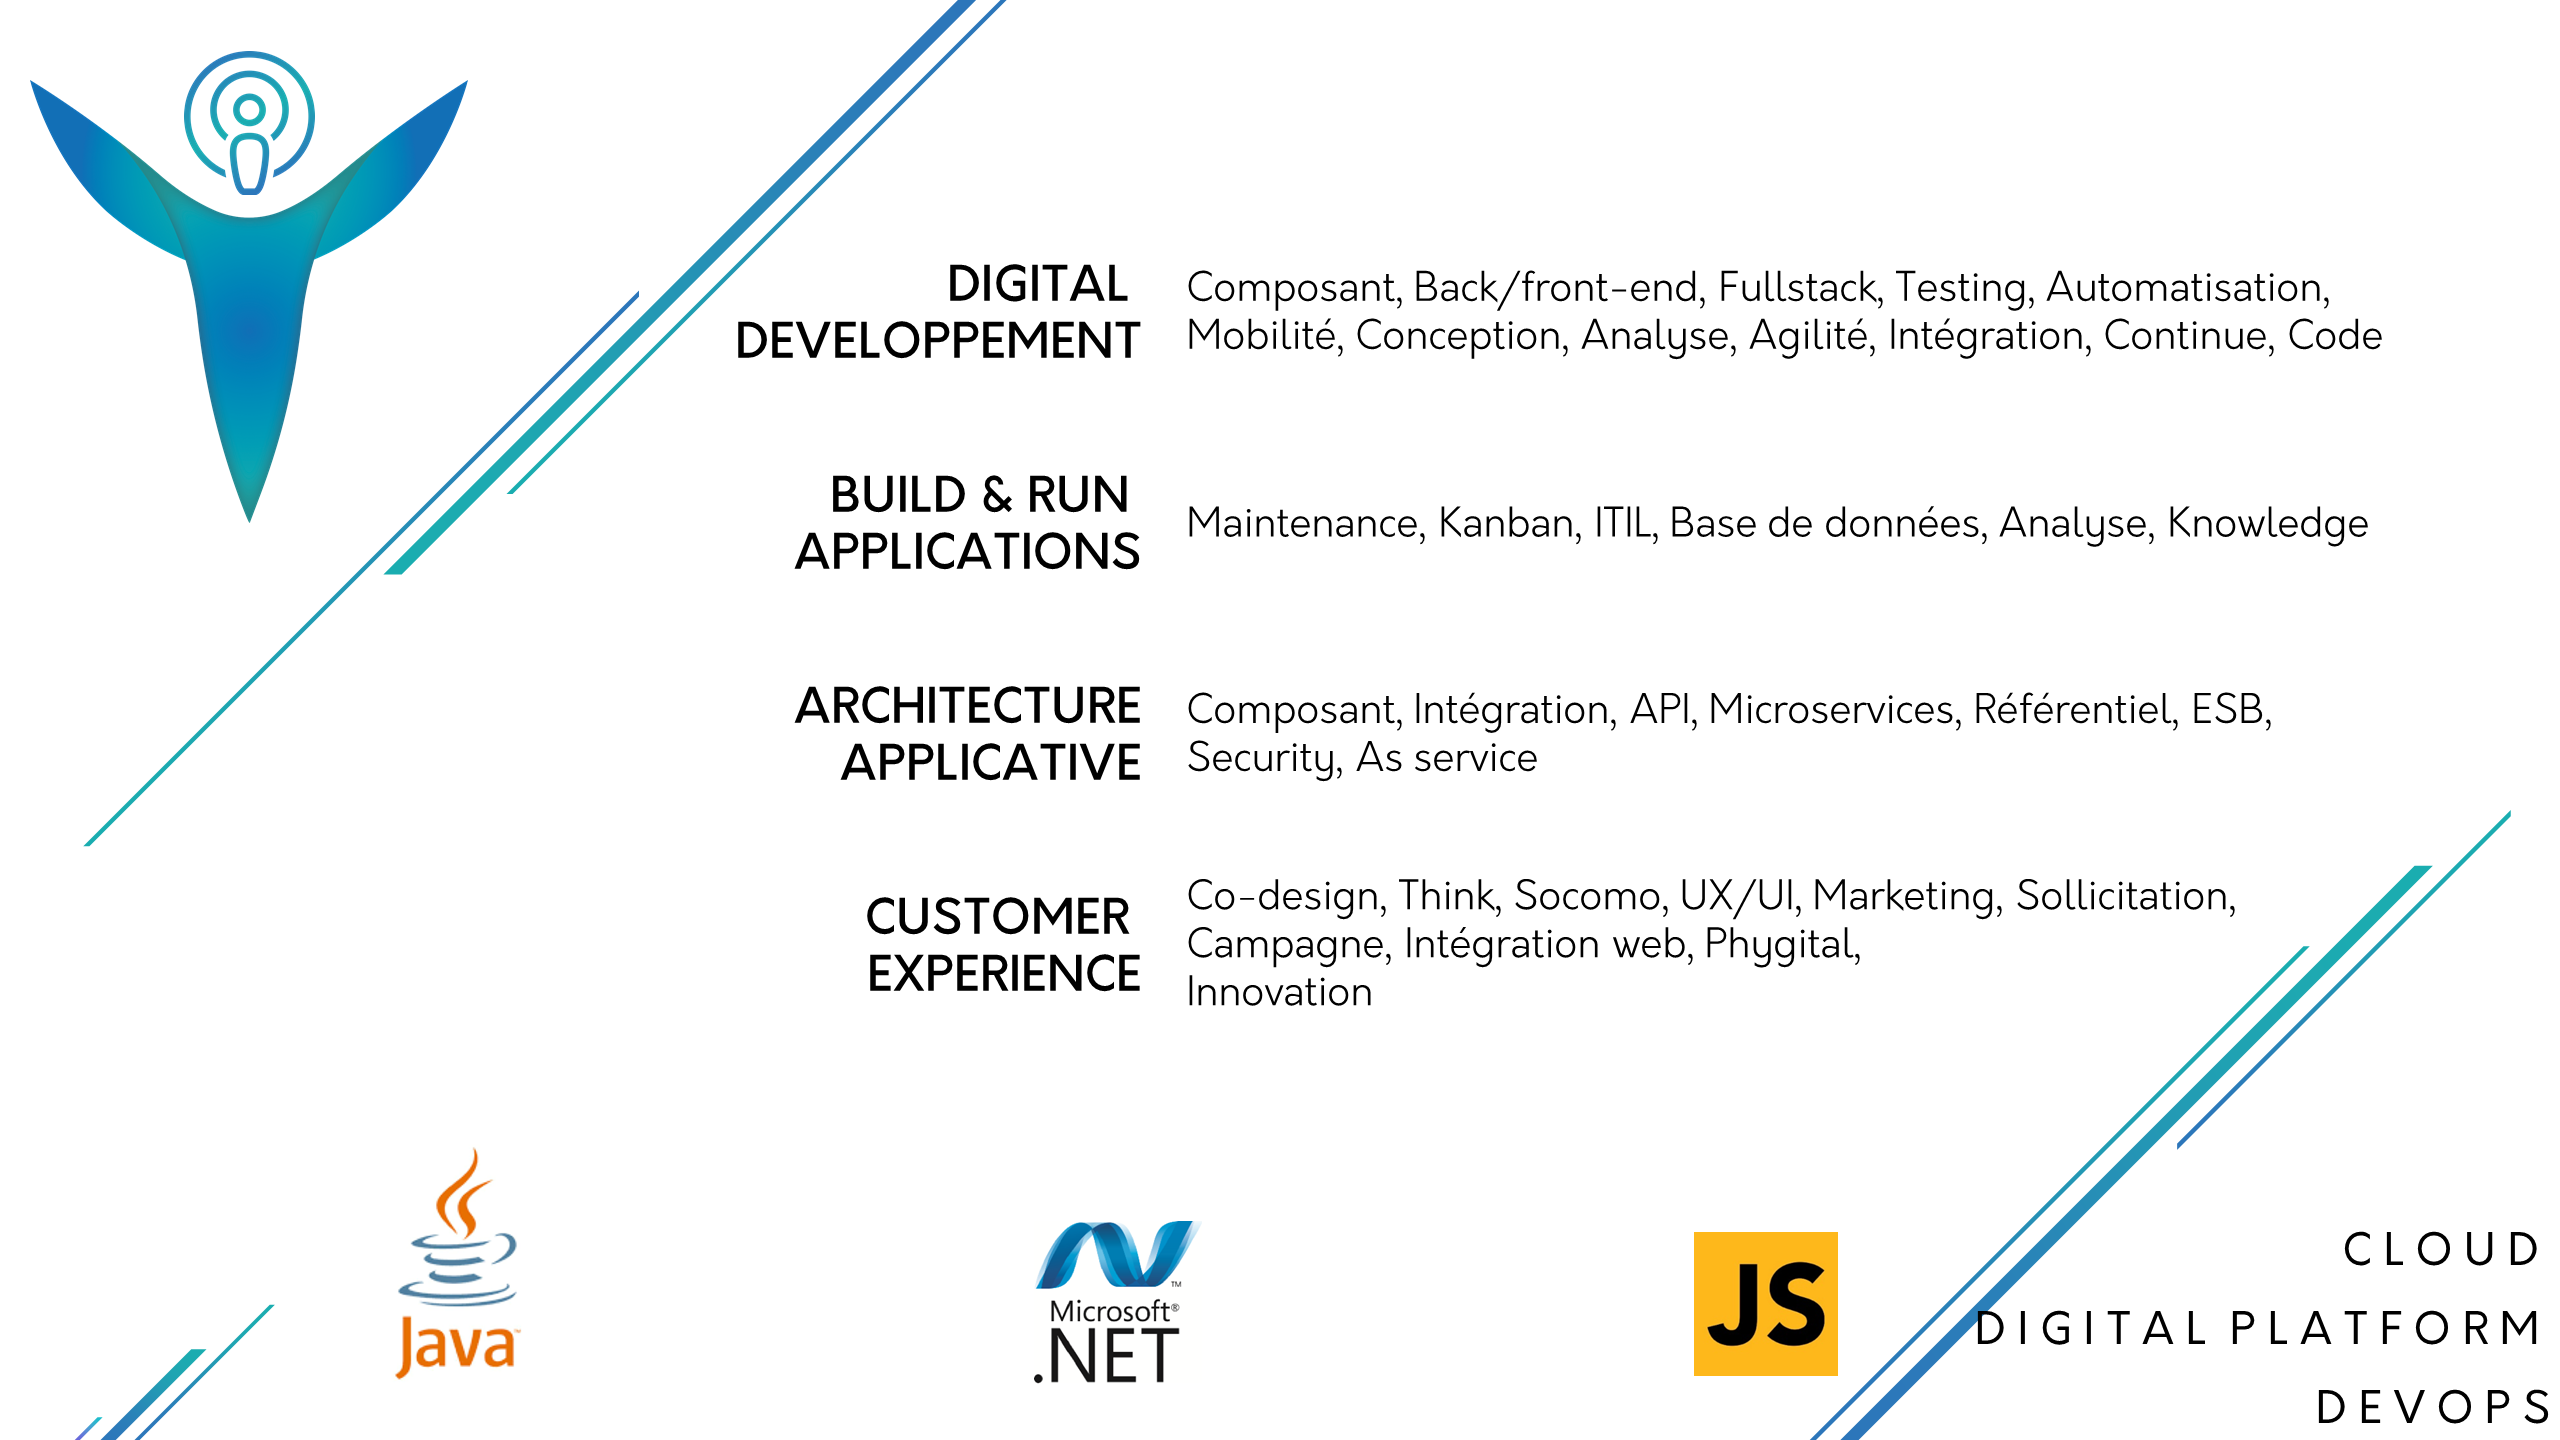 DIGITAL
DEVELOPPEMENT
Composant, Back/front-end, Fullstack, Testing, Automatisation,
Mobilité, Conception, Analyse, Agilité, Intégration, Continue, Code
BUILD & RUN
APPLICATIONS
Maintenance, Kanban, ITIL, Base de données, Analyse, Knowledge
ARCHITECTURE
APPLICATIVE
Composant, Intégration, API, Microservices, Référentiel, ESB,
Security, As service
CUSTOMER
EXPERIENCE
Co-design, Think, Socomo, UX/UI, Marketing, Sollicitation,
Campagne, Intégration web, Phygital,
Innovation
Java™
™
Microsoft®
.NET
JS
CLOUD
DIGITAL PLATFORM
DEVOPS